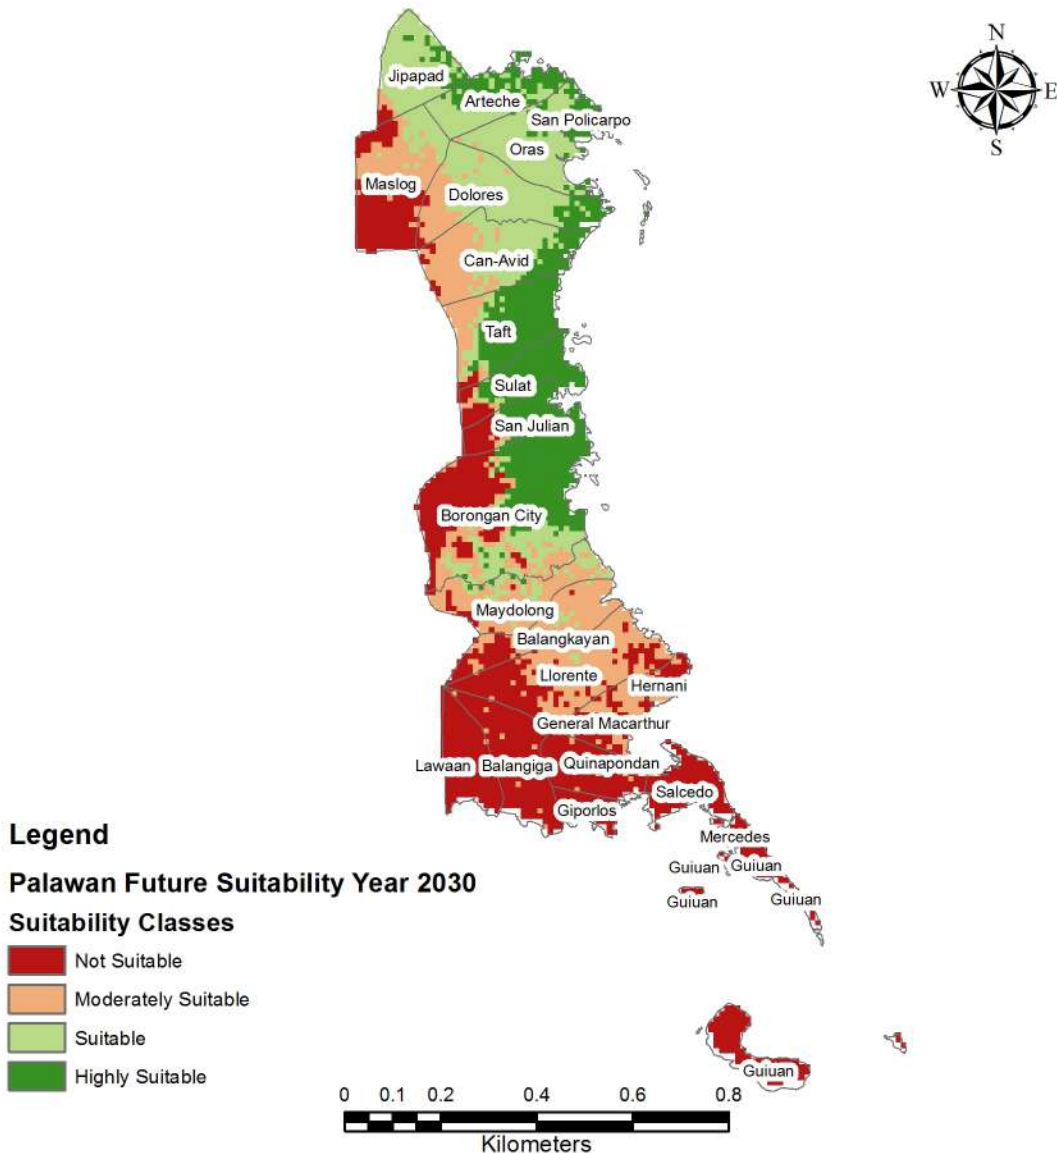 N
W E
S
Jipapad
Arteche
San Policarpo
Oras
Maslog
Dolores
Can-Avid
Taft
Sulat
San Julian
Borongan City
Maydolong
Balangkayan
Llorente
Hernani
General Macarthur
Lawaan
Balangiga
Quinapondan
Salcedo
Giporlos
Mercedes
Guiuan
Guiuan
Guiuan
Guiuan
Guiuan
Legend
Palawan Future Suitability Year 2030
Suitability Classes
Not Suitable
Moderately Suitable
Suitable
Highly Suitable
0 0.1 0.2 0.4 0.6 0.8
Kilometers